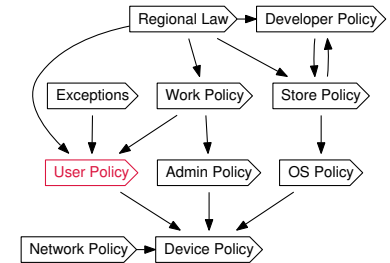 Regional Law
Developer Policy
Exceptions
Work Policy
Store Policy
User Policy
Admin Policy
OS Policy
Network Policy
Device Policy